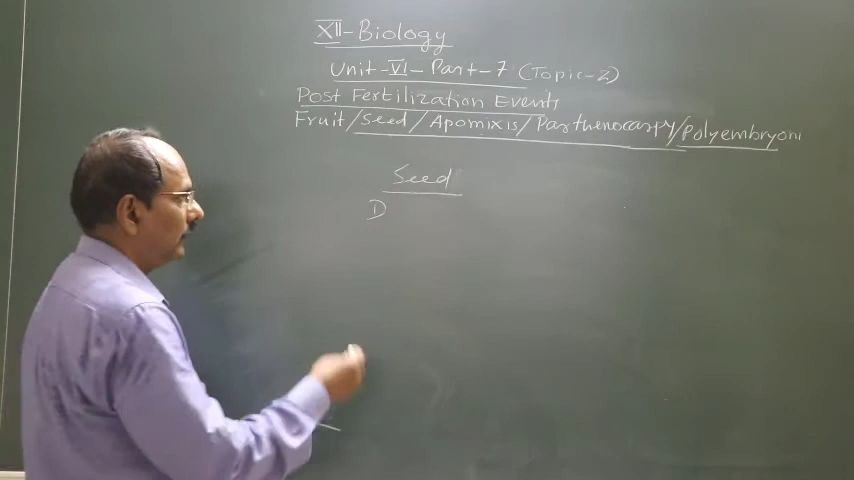 XII-Biology
Unit-VI-Part-7 (Topic-2)
Post Fertilization Events
Fruit/Seed/Apomixis/Parthenocarpy/Polyembryoni
Seed
D